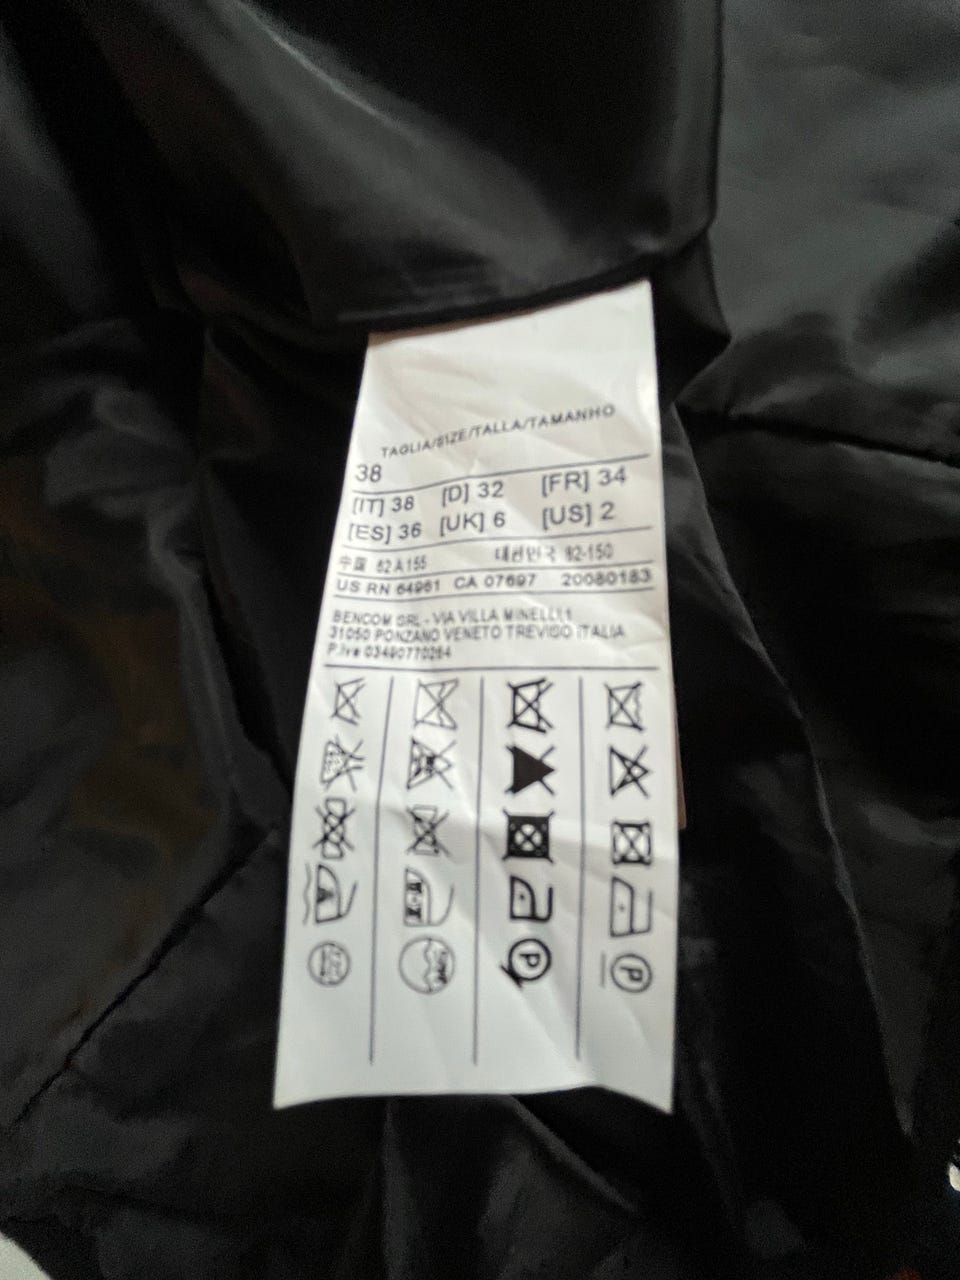 TAGLIA/SIZE/TALLA/TAMANHO
38
[IT] 38 [D] 32 [FR] 34
[ES] 36 [UK] 6 [US] 2
中国 62A155 대한민국 82-150
US RN 64961 CA 07697 20080183
BENCOM SRL - VIA VILLA MINELLI 1
31050 PONZANO VENETO TREVISO ITALIA
P.Iva 03490770264
P
P